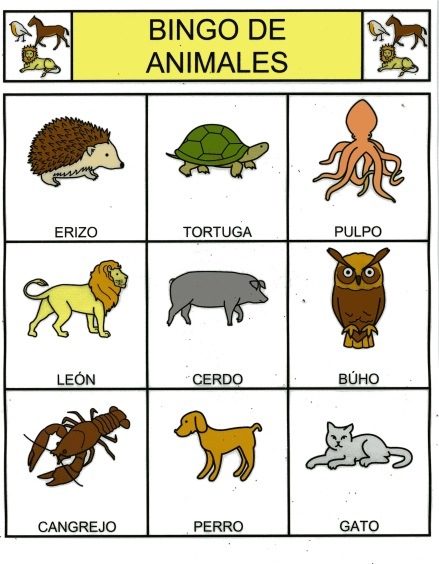 BINGO DE
ANIMALES
ERIZO TORTUGA PULPO
LEÓN CERDO BÚHO
CANGREJO PERRO GATO